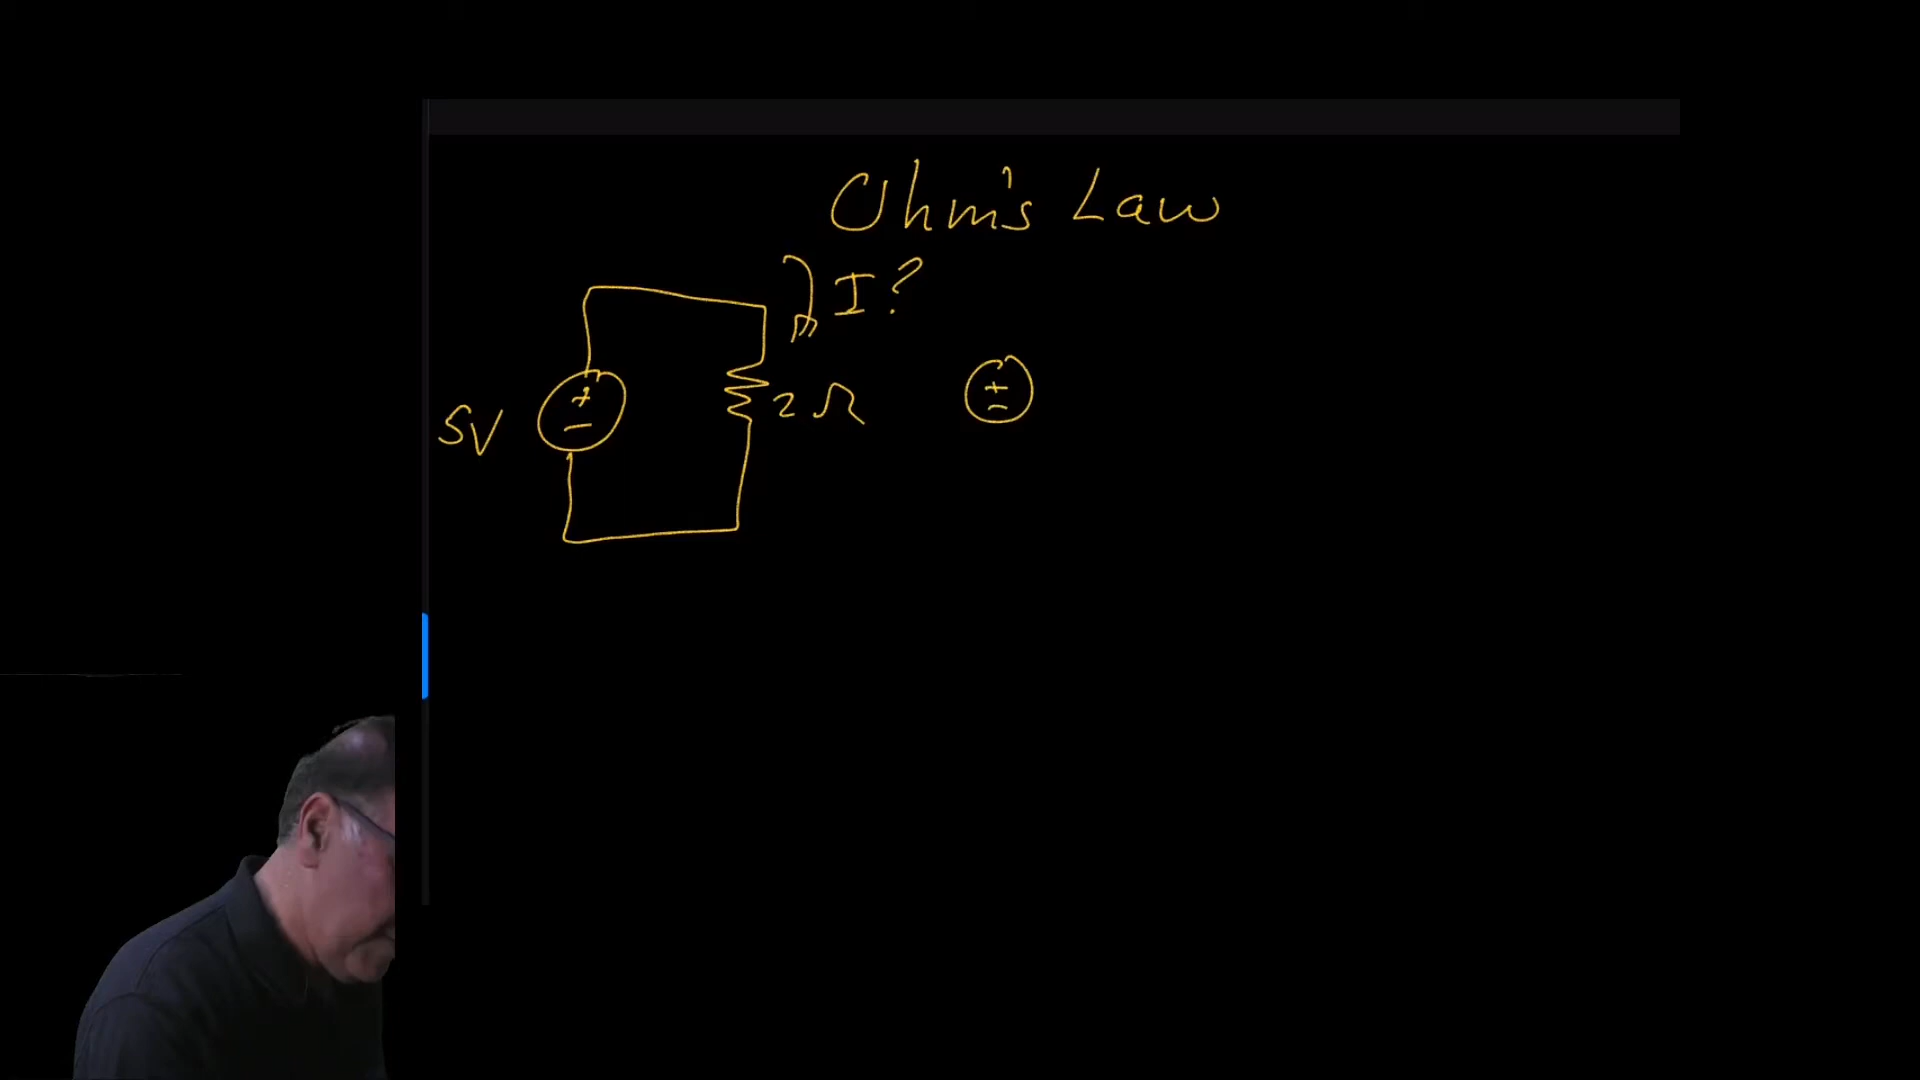 Ohm's Law
I?
+
-
5V
2Ω
+
-